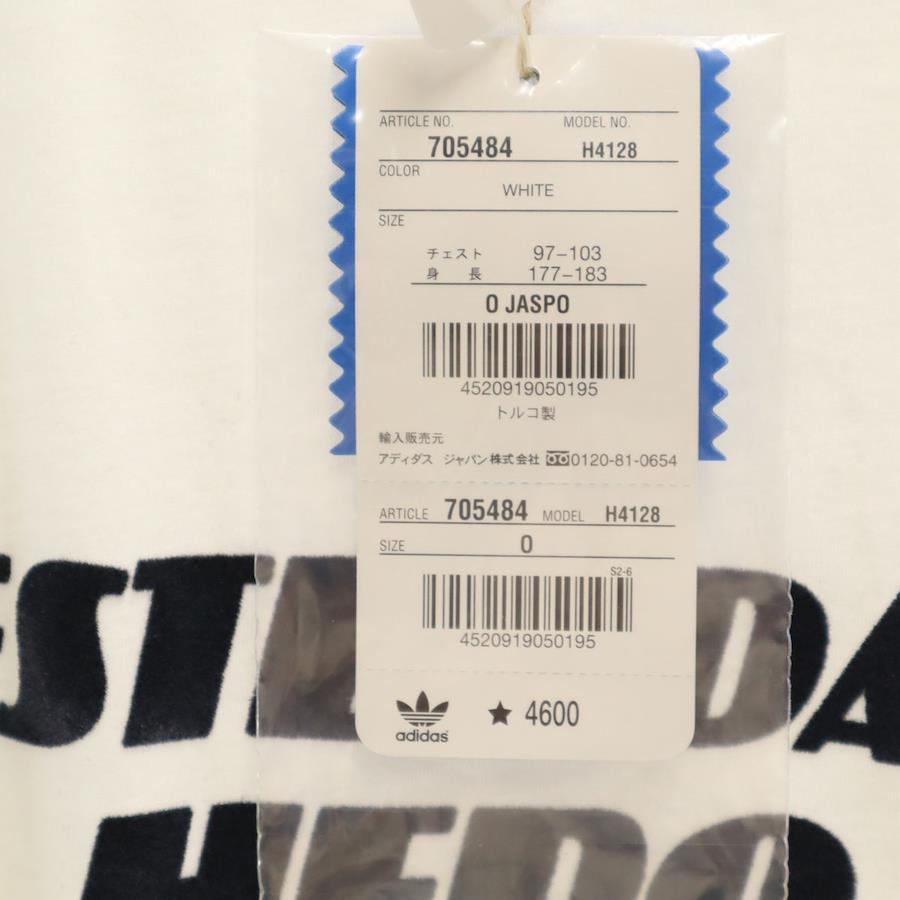 ARTICLE NO. MODEL NO.
705484 H4128
COLOR
WHITE
SIZE
チェスト 97-103
身 長 177-183
O JASPO
4520919050195
トルコ製
輸入販売元
アディダス ジャパン株式会社 0120-81-0654
ARTICLE 705484 MODEL H4128
SIZE O
S2-6
4520919050195
adidas ★ 4600